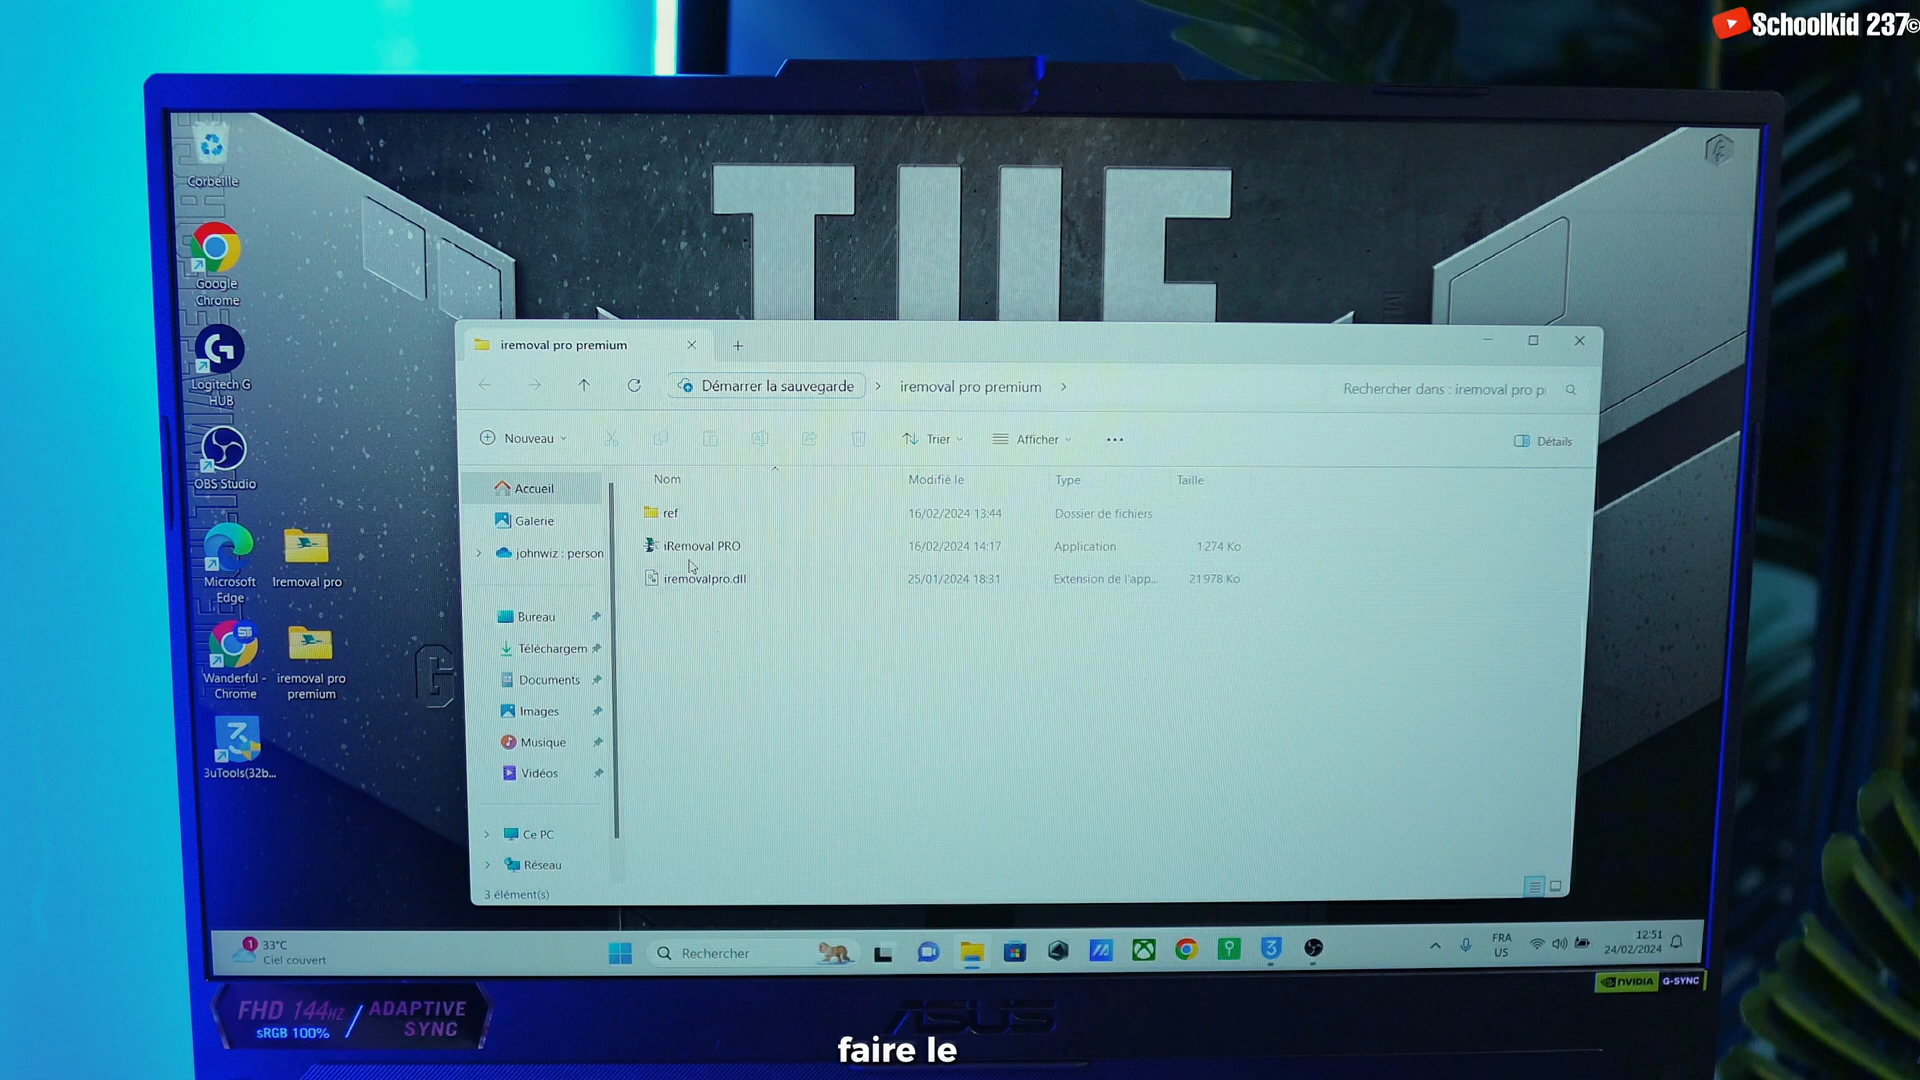 Schoolkid 237©
Corbeille
Google
Chrome
Logitech G
HUB
OBS Studio
Microsoft
Edge
Iremoval pro
Wanderful -
Chrome
iremoval pro
premium
3uTools(32b...
TUF
iremoval pro premium
Démarrer la sauvegarde
iremoval pro premium
Rechercher dans : iremoval pro p
Nouveau
Trier
Afficher
Détails
Nom
Modifié le
Type
Taille
ref
16/02/2024 13:44
Dossier de fichiers
iRemoval PRO
16/02/2024 14:17
Application
1 274 Ko
iremovalpro.dll
25/01/2024 18:31
Extension de l'app...
21 978 Ko
Accueil
Galerie
johnwiz : person
Bureau
Téléchargem
Documents
Images
Musique
Vidéos
Ce PC
Réseau
3 élément(s)
1
33°C
Ciel couvert
Rechercher
FRA
US
12:51
24/02/2024
NVIDIA G-SYNC
FHD 144HZ
sRGB 100%
ADAPTIVE
SYNC
ASUS
faire le